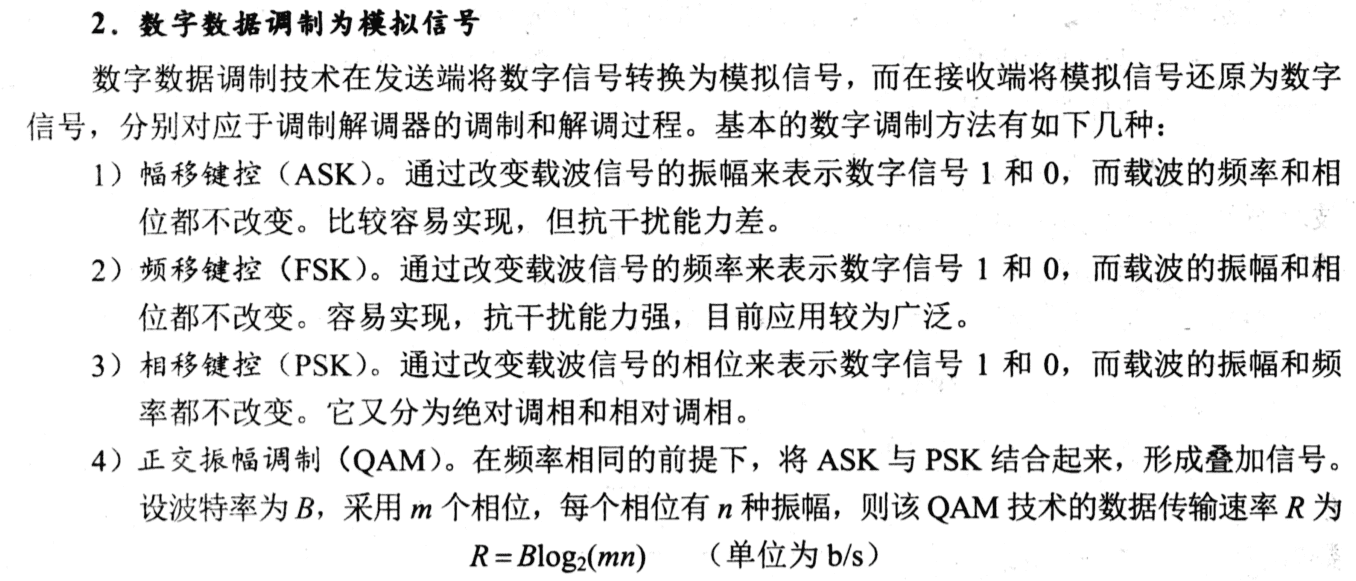 2. 数字数据调制为模拟信号
数字数据调制技术在发送端将数字信号转换为模拟信号，而在接收端将模拟信号还原为数字
信号，分别对应于调制解调器的调制和解调过程。基本的数字调制方法有如下几种：
1）幅移键控（ASK）。通过改变载波信号的振幅来表示数字信号 1 和 0，而载波的频率和相
位都不改变。比较容易实现，但抗干扰能力差。
2）频移键控（FSK）。通过改变载波信号的频率来表示数字信号 1 和 0，而载波的振幅和相
位都不改变。容易实现，抗干扰能力强，目前应用较为广泛。
3）相移键控（PSK）。通过改变载波信号的相位来表示数字信号 1 和 0，而载波的振幅和频
率都不改变。它又分为绝对调相和相对调相。
4）正交振幅调制（QAM）。在频率相同的前提下，将 ASK 与 PSK 结合起来，形成叠加信号。
设波特率为 B，采用 m 个相位，每个相位有 n 种振幅，则该 QAM 技术的数据传输速率 R 为
R = Blog₂(mn) （单位为 b/s）